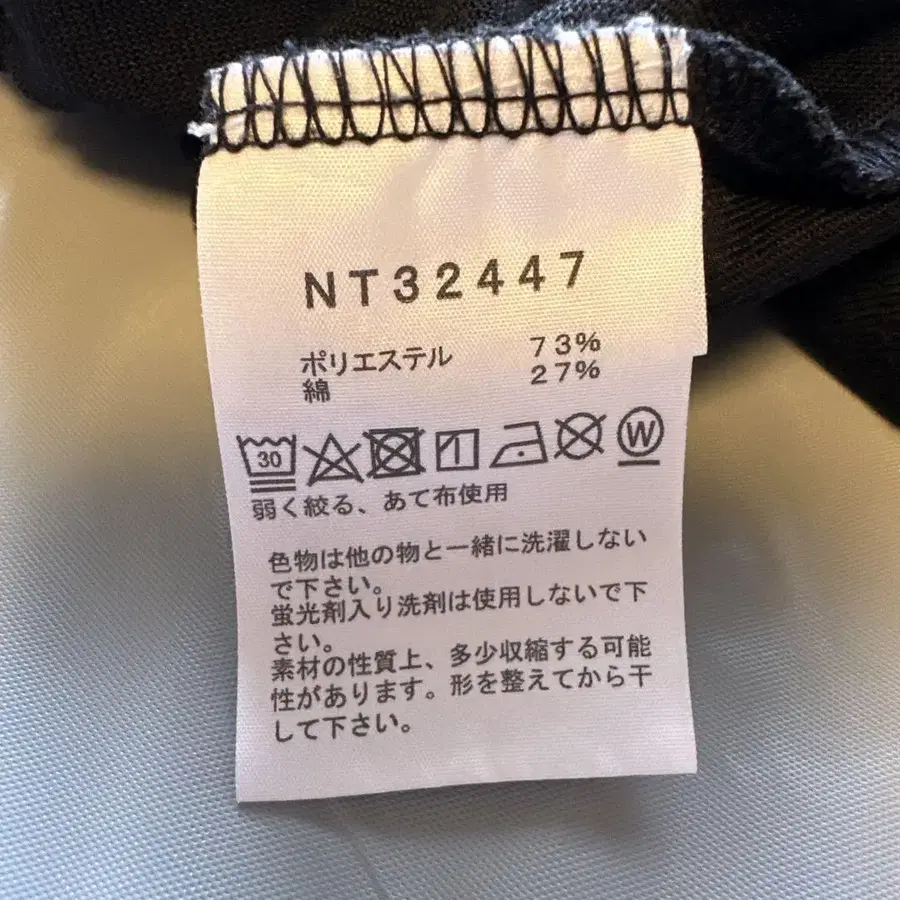 NT32447
ポリエステル 73%
綿 27%
30 W
弱く絞る、あて布使用
色物は他の物と一緒に洗濯しない
で下さい。
蛍光剤入り洗剤は使用しないで下
さい。
素材の性質上、多少収縮する可能
性があります。形を整えてから干
して下さい。